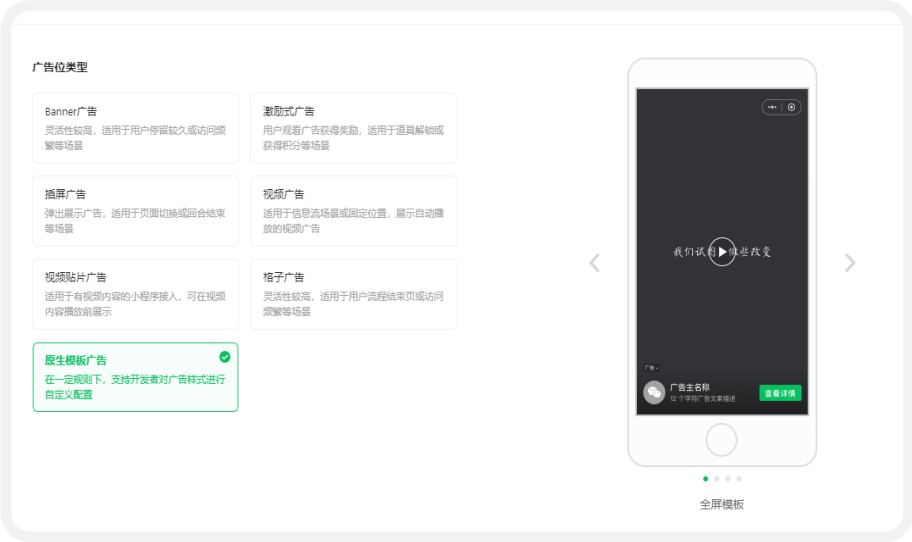 广告位类型
Banner广告
灵活性较高，适用于用户停留较久或访问频
繁等场景
激励式广告
用户观看广告获得奖励，适用于道具解锁或
获得积分等场景
插屏广告
弹出展示广告，适用于页面切换或回合结束
等场景
视频广告
适用于信息流场景或固定位置，展示自动播
放的视频广告
视频贴片广告
适用于有视频内容的小程序接入，可在视频
内容播放前展示
格子广告
灵活性较高，适用于用户流程结束页或访问
频繁等场景
原生模板广告
在一定规则下，支持开发者对广告样式进行
自定义配置
我们试图做些改变
广告
广告主名称
12 个字符广告文案描述
查看详情
全屏模板